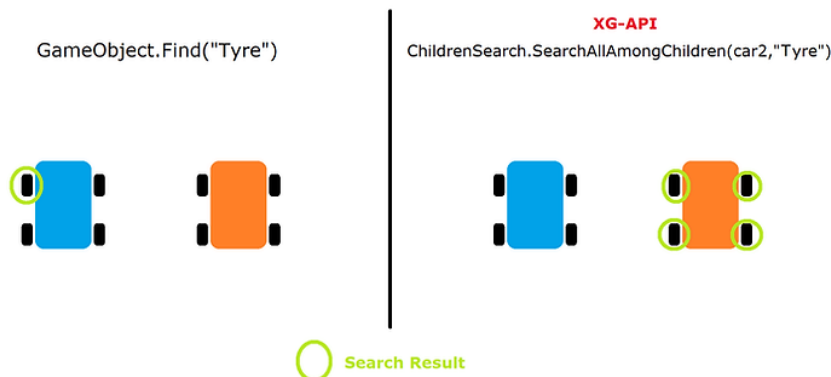 GameObject.Find("Tyre")
XG-API
ChildrenSearch.SearchAllAmongChildren(car2,"Tyre")
Search Result